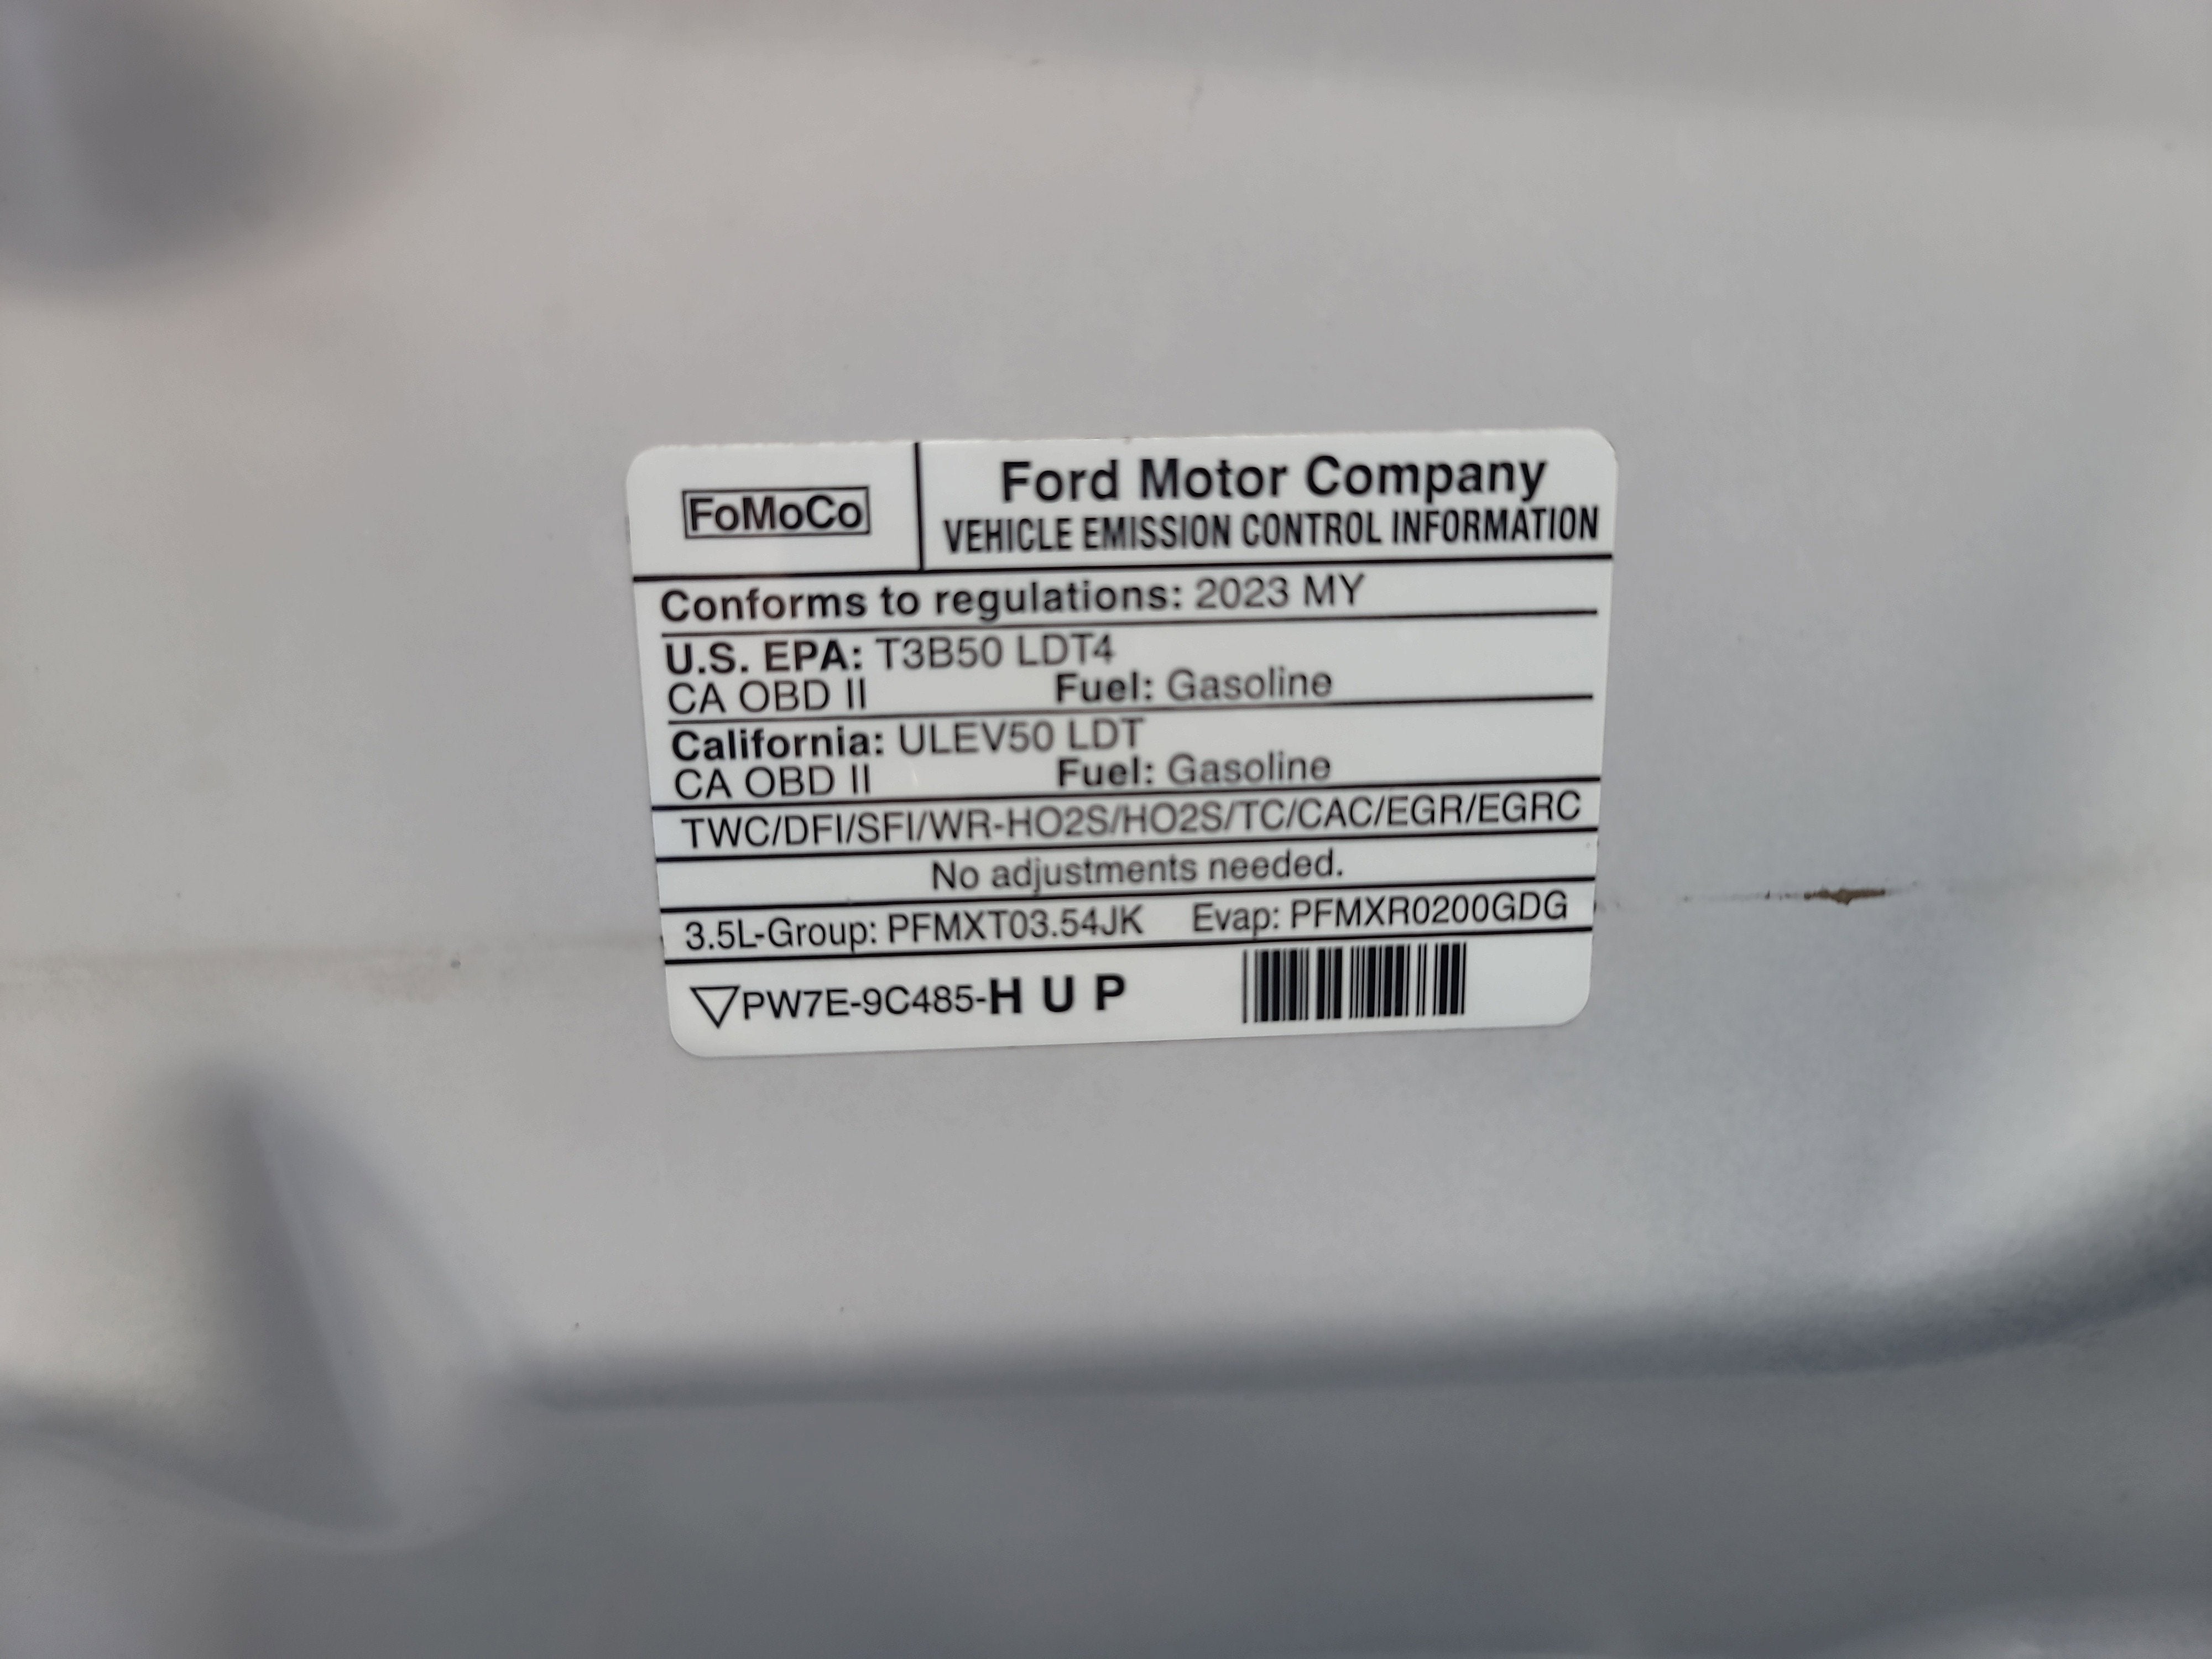 FoMoCo
Ford Motor Company
VEHICLE EMISSION CONTROL INFORMATION
Conforms to regulations: 2023 MY
U.S. EPA: T3B50 LDT4
CA OBD II Fuel: Gasoline
California: ULEV50 LDT
CA OBD II Fuel: Gasoline
TWC/DFI/SFI/WR-HO2S/HO2S/TC/CAC/EGR/EGRC
No adjustments needed.
3.5L-Group: PFMXT03.54JK Evap: PFMXR0200GDG
PW7E-9C485-H U P